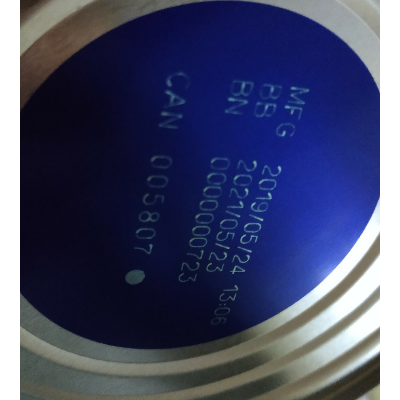 MFG 2019/05/24 13:06
BB 2021/05/23
BN 0000000723
CAN 005807